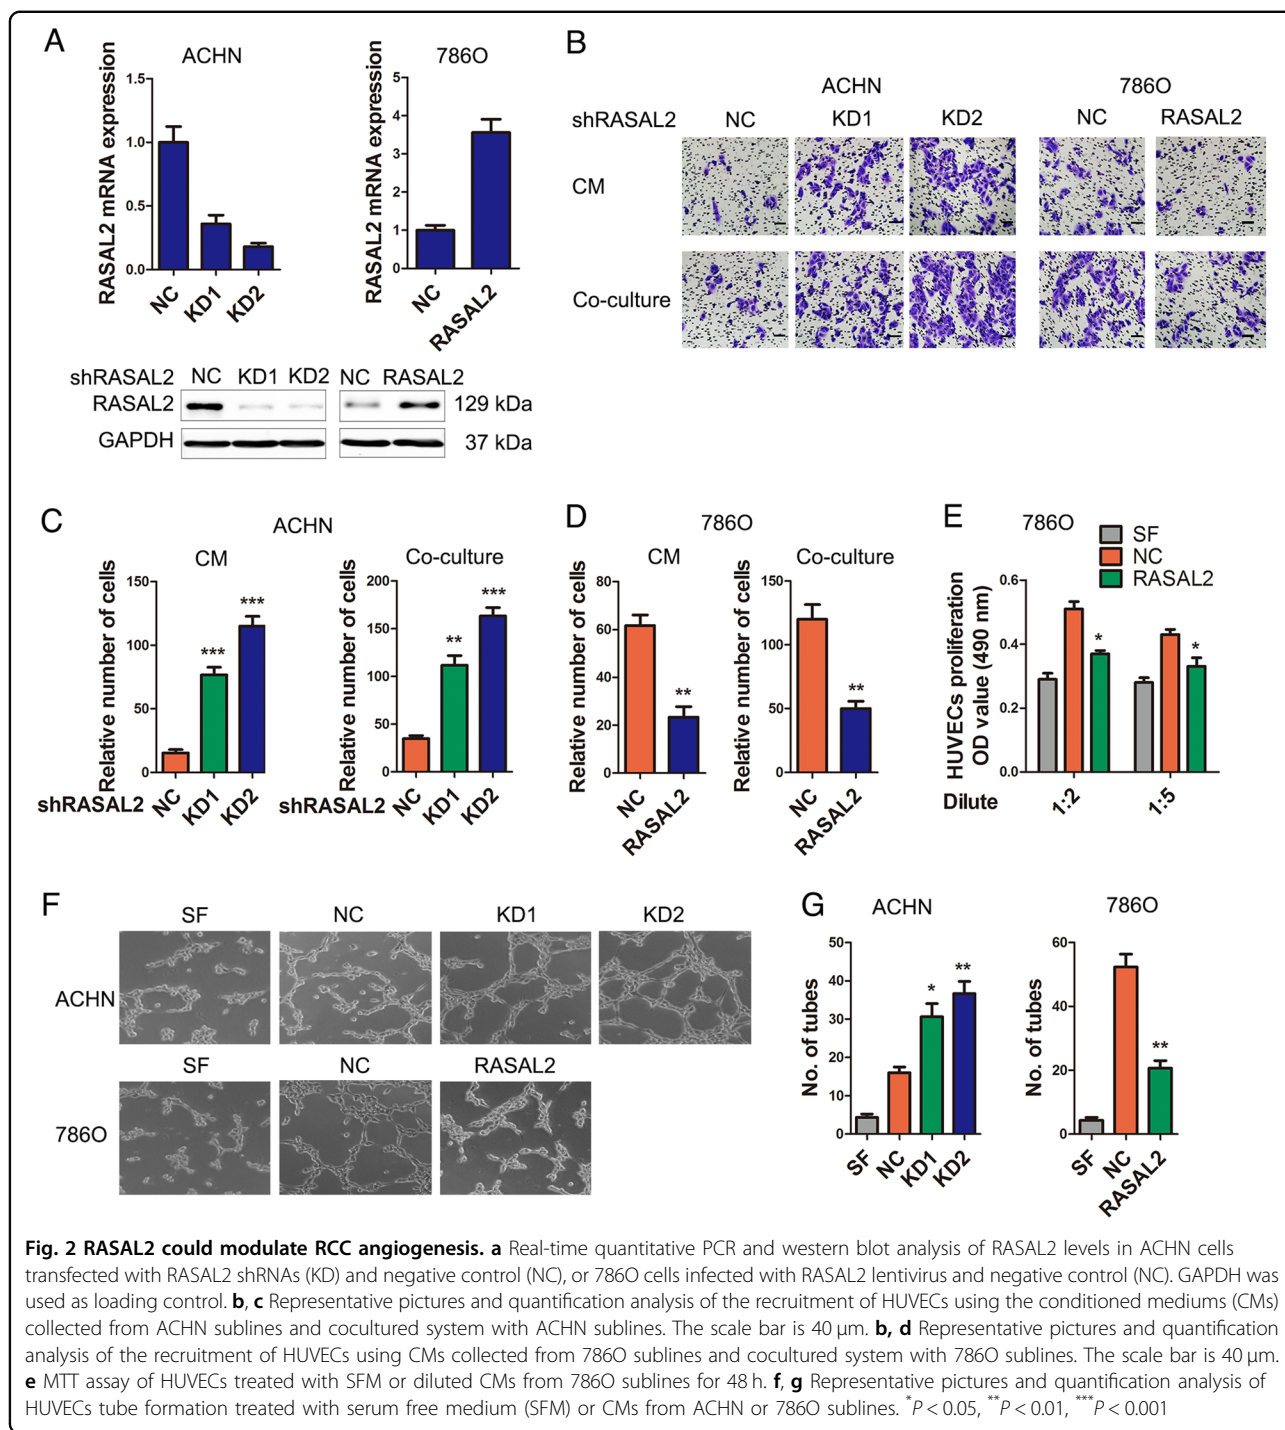 A
ACHN
786O
RASAL2 mRNA expression
1.5
1.0
0.5
0.0
NC
KD1
KD2
RASAL2 mRNA expression
5
4
3
2
1
0
NC
RASAL2
shRASAL2 NC KD1 KD2 NC RASAL2
RASAL2 129 kDa
GAPDH 37 kDa
B
ACHN 786O
shRASAL2 NC KD1 KD2 NC RASAL2
CM
Co-culture
C
ACHN
CM
Relative number of cells
150
100
50
0
shRASAL2 NC KD1 KD2
***
***
Co-culture
Relative number of cells
200
150
100
50
0
shRASAL2 NC KD1 KD2
**
***
D
786O
CM
Relative number of cells
80
60
40
20
0
NC
RASAL2
**
Co-culture
Relative number of cells
150
100
50
0
NC
RASAL2
**
E
786O
SF
NC
RASAL2
HUVECs proliferation
OD value (490 nm)
0.6
0.4
0.2
0.0
*
*
Dilute 1:2 1:5
F
SF NC KD1 KD2
ACHN
SF NC RASAL2
786O
G
ACHN
No. of tubes
50
40
30
20
10
0
SF
NC
KD1
KD2
*
**
786O
No. of tubes
60
40
20
0
SF
NC
RASAL2
**
Fig. 2 RASAL2 could modulate RCC angiogenesis. a Real-time quantitative PCR and western blot analysis of RASAL2 levels in ACHN cells
transfected with RASAL2 shRNAs (KD) and negative control (NC), or 786O cells infected with RASAL2 lentivirus and negative control (NC). GAPDH was
used as loading control. b, c Representative pictures and quantification analysis of the recruitment of HUVECs using the conditioned mediums (CMs)
collected from ACHN sublines and cocultured system with ACHN sublines. The scale bar is 40 μm. b, d Representative pictures and quantification
analysis of the recruitment of HUVECs using CMs collected from 786O sublines and cocultured system with 786O sublines. The scale bar is 40 μm.
e MTT assay of HUVECs treated with SFM or diluted CMs from 786O sublines for 48 h. f, g Representative pictures and quantification analysis of
HUVECs tube formation treated with serum free medium (SFM) or CMs from ACHN or 786O sublines. *P < 0.05, **P < 0.01, ***P < 0.001